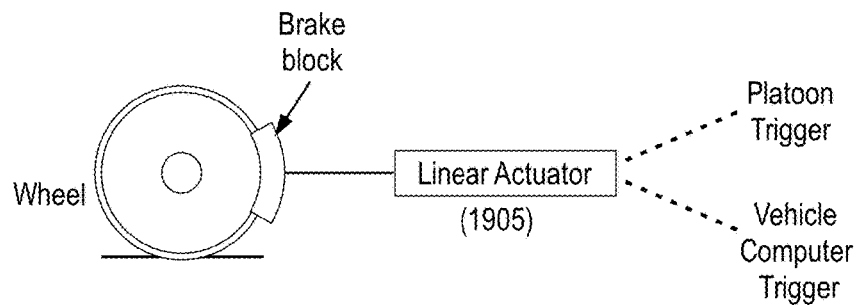 Brake
block
Wheel
Linear Actuator
(1905)
Platoon
Trigger
Vehicle
Computer
Trigger